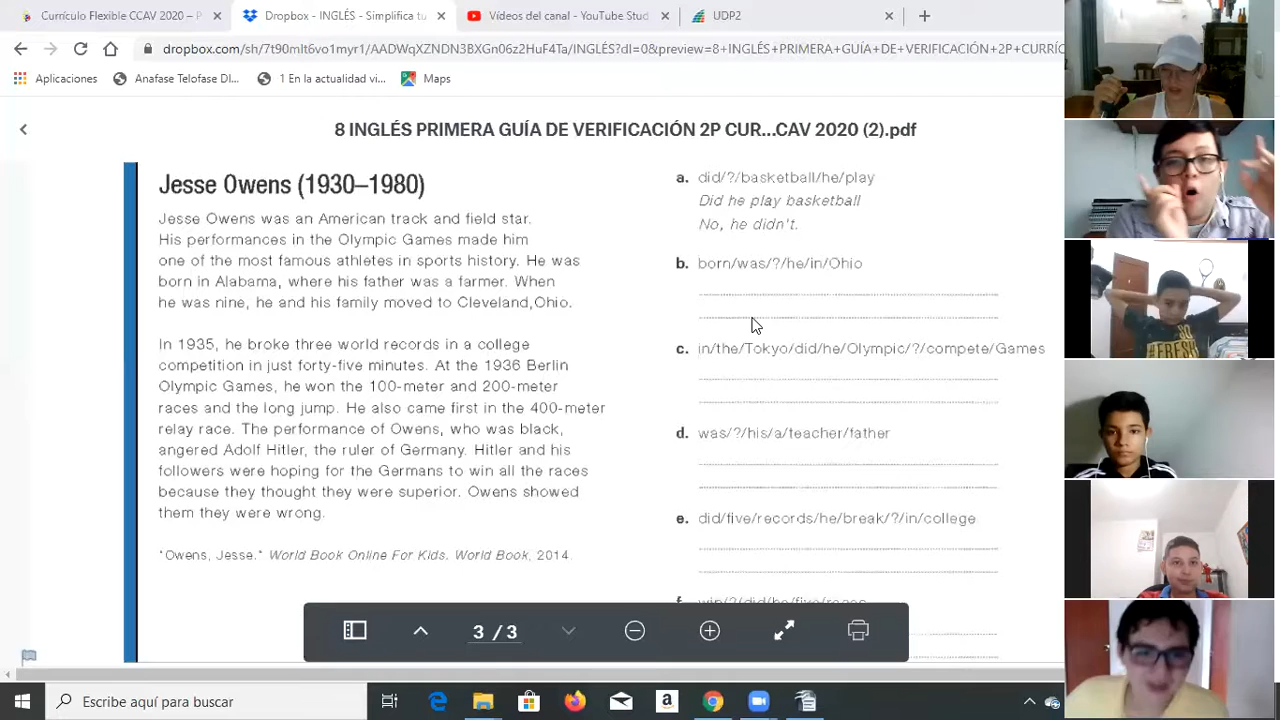 Currículo Flexible CCAV 2020 – P
Dropbox - INGLÉS - Simplifica tu
Vídeos del canal - YouTube Stud
UDP2
dropbox.com/sh/7t90mlt6vo1myr1/AADWqXZNDN3BXGn06z2HLF4Ta/INGLÉS?dl=0&preview=8+INGLÉS+PRIMERA+GUÍA+DE+VERIFICACIÓN+2P+CURRÍC
Aplicaciones
Anafase Telofase DI...
1 En la actualidad vi...
Maps
8 INGLÉS PRIMERA GUÍA DE VERIFICACIÓN 2P CUR...CAV 2020 (2).pdf
Jesse Owens (1930–1980)
Jesse Owens was an American track and field star.
His performances in the Olympic Games made him
one of the most famous athletes in sports history. He was
born in Alabama, where his father was a farmer. When
he was nine, he and his family moved to Cleveland,Ohio.
In 1935, he broke three world records in a college
competition in just forty-five minutes. At the 1936 Berlin
Olympic Games, he won the 100-meter and 200-meter
races and the long jump. He also came first in the 400-meter
relay race. The performance of Owens, who was black,
angered Adolf Hitler, the ruler of Germany. Hitler and his
followers were hoping for the Germans to win all the races
because they thought they were superior. Owens showed
them they were wrong.
"Owens, Jesse." World Book Online For Kids. World Book, 2014.
a. did/?/basketball/he/play
Did he play basketball
No, he didn't.
b. born/was/?/he/in/Ohio
c. in/the/Tokyo/did/he/Olympic/?/compete/Games
d. was/?/his/a/teacher/father
e. did/five/records/he/break/?/in/college
f. win/?/did/he/five/races
3 / 3
Escribe aquí para buscar